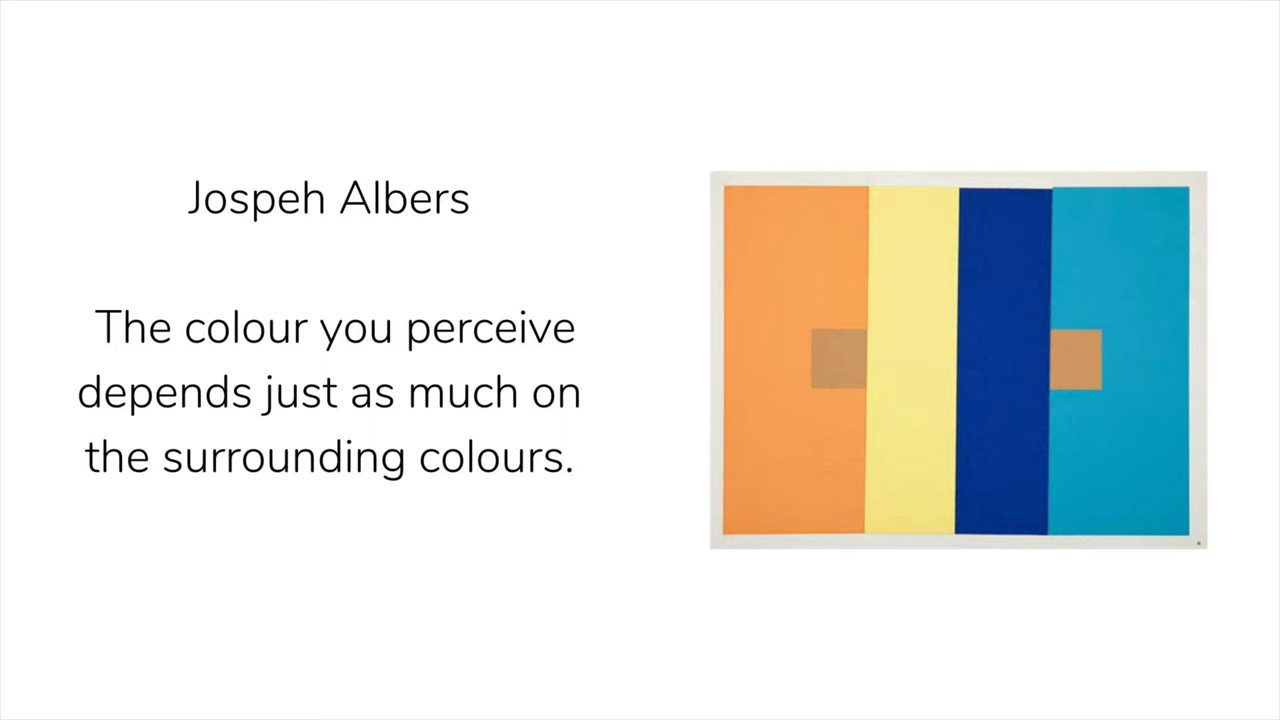 Jospeh Albers
The colour you perceive
depends just as much on
the surrounding colours.